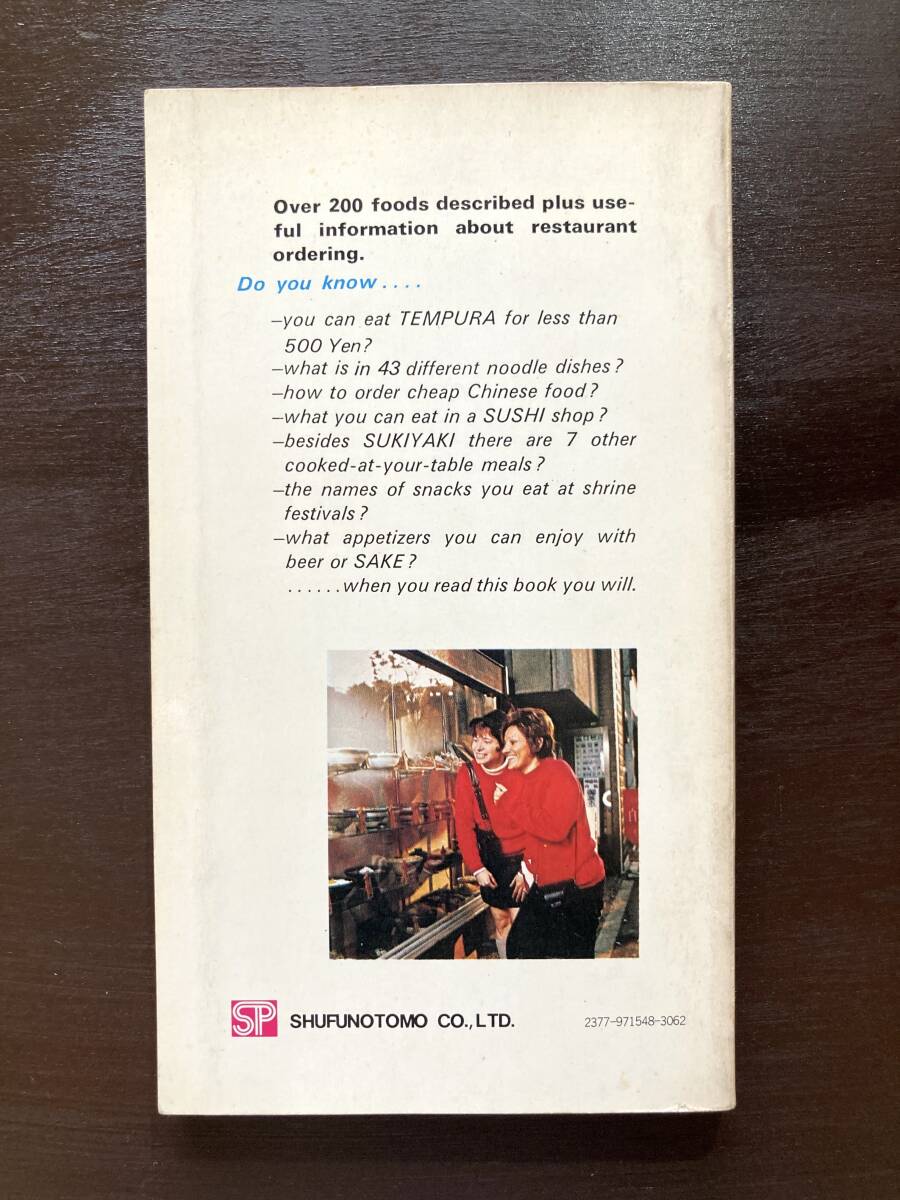 Over 200 foods described plus use-
ful information about restaurant
ordering.
Do you know....
–you can eat TEMPURA for less than
500 Yen?
–what is in 43 different noodle dishes?
–how to order cheap Chinese food?
–what you can eat in a SUSHI shop?
–besides SUKIYAKI there are 7 other
cooked-at-your-table meals?
–the names of snacks you eat at shrine
festivals?
–what appetizers you can enjoy with
beer or SAKE?
......when you read this book you will.
SP SHUFUNOTOMO CO.,LTD. 2377-971548-3062